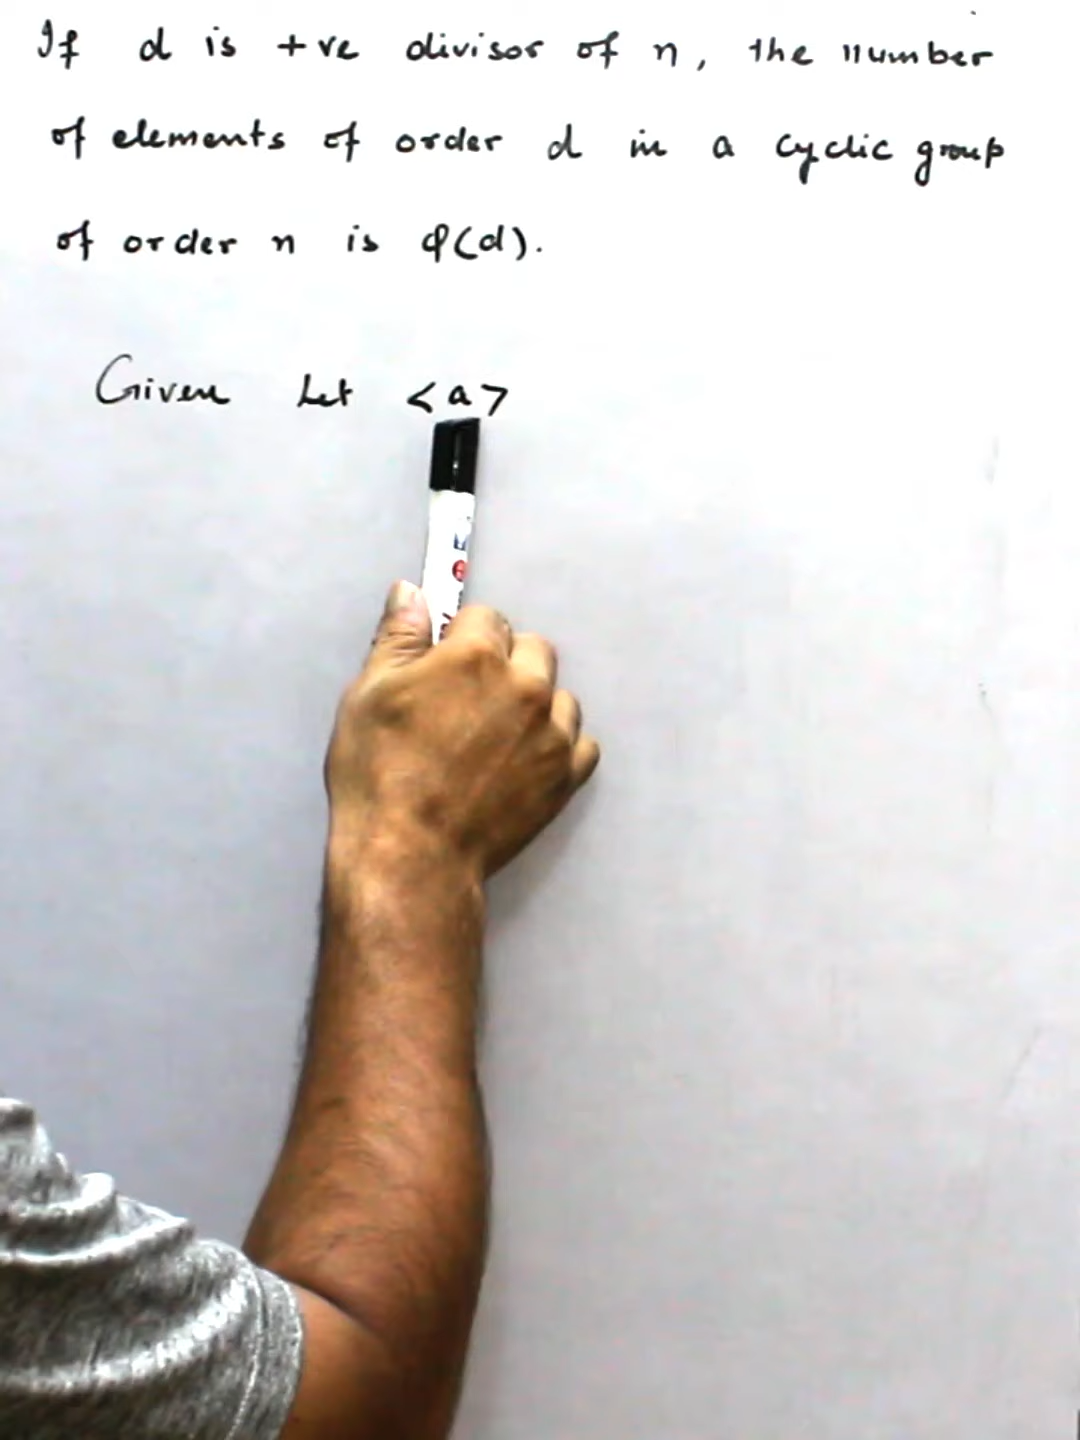 If d is +ve divisor of n, the number
of elements of order d in a cyclic group
of order n is φ(d).
Given Let <a>